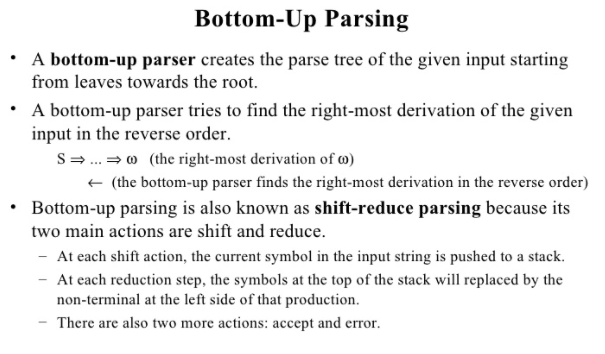 Bottom-Up Parsing
• A bottom-up parser creates the parse tree of the given input starting
from leaves towards the root.
• A bottom-up parser tries to find the right-most derivation of the given
input in the reverse order.
S ⇒ ... ⇒ ω (the right-most derivation of ω)
← (the bottom-up parser finds the right-most derivation in the reverse order)
• Bottom-up parsing is also known as shift-reduce parsing because its
two main actions are shift and reduce.
– At each shift action, the current symbol in the input string is pushed to a stack.
– At each reduction step, the symbols at the top of the stack will replaced by the
non-terminal at the left side of that production.
– There are also two more actions: accept and error.